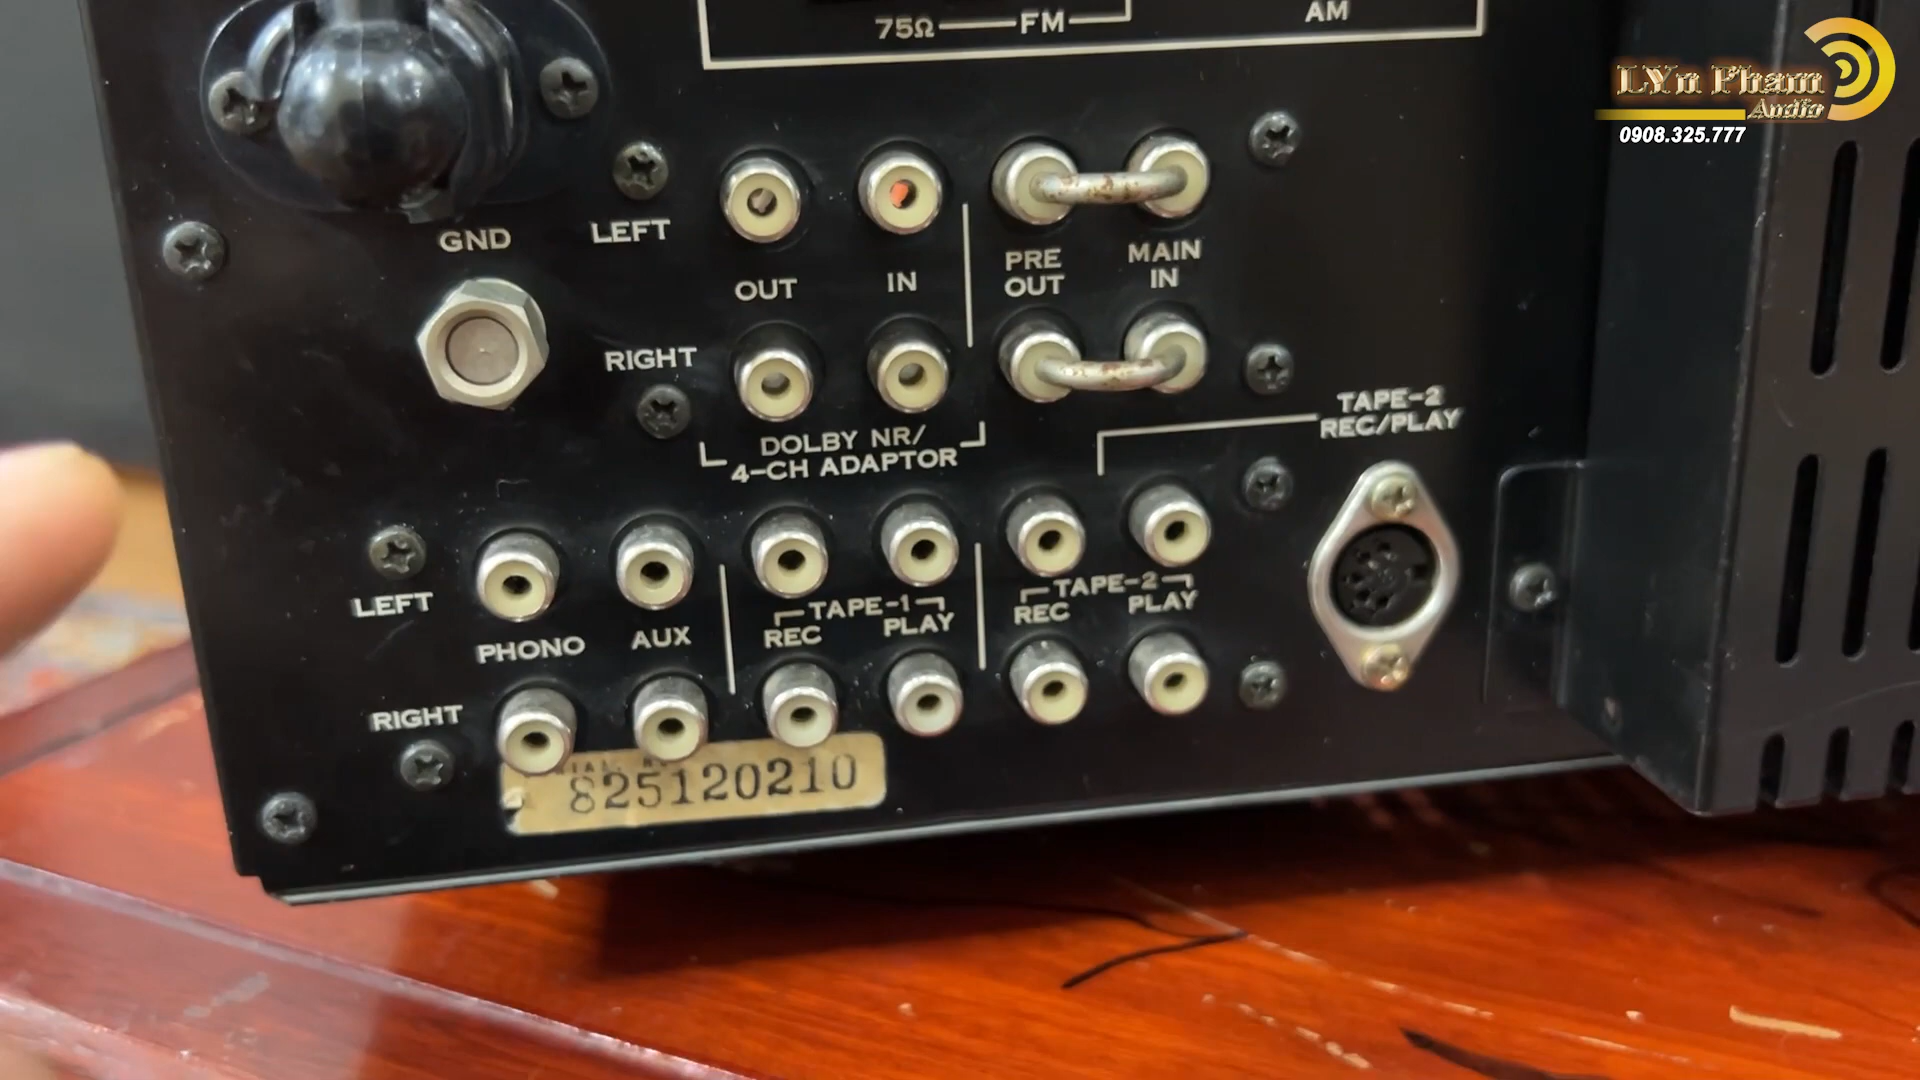 75Ω FM
AM
LYn Pham
Audio
0908.325.777
GND
LEFT
OUT
IN
PRE
OUT
MAIN
IN
RIGHT
DOLBY NR/
4-CH ADAPTOR
TAPE-2
REC/PLAY
LEFT
PHONO
AUX
TAPE-1
REC
PLAY
TAPE-2
REC
PLAY
RIGHT
825120210